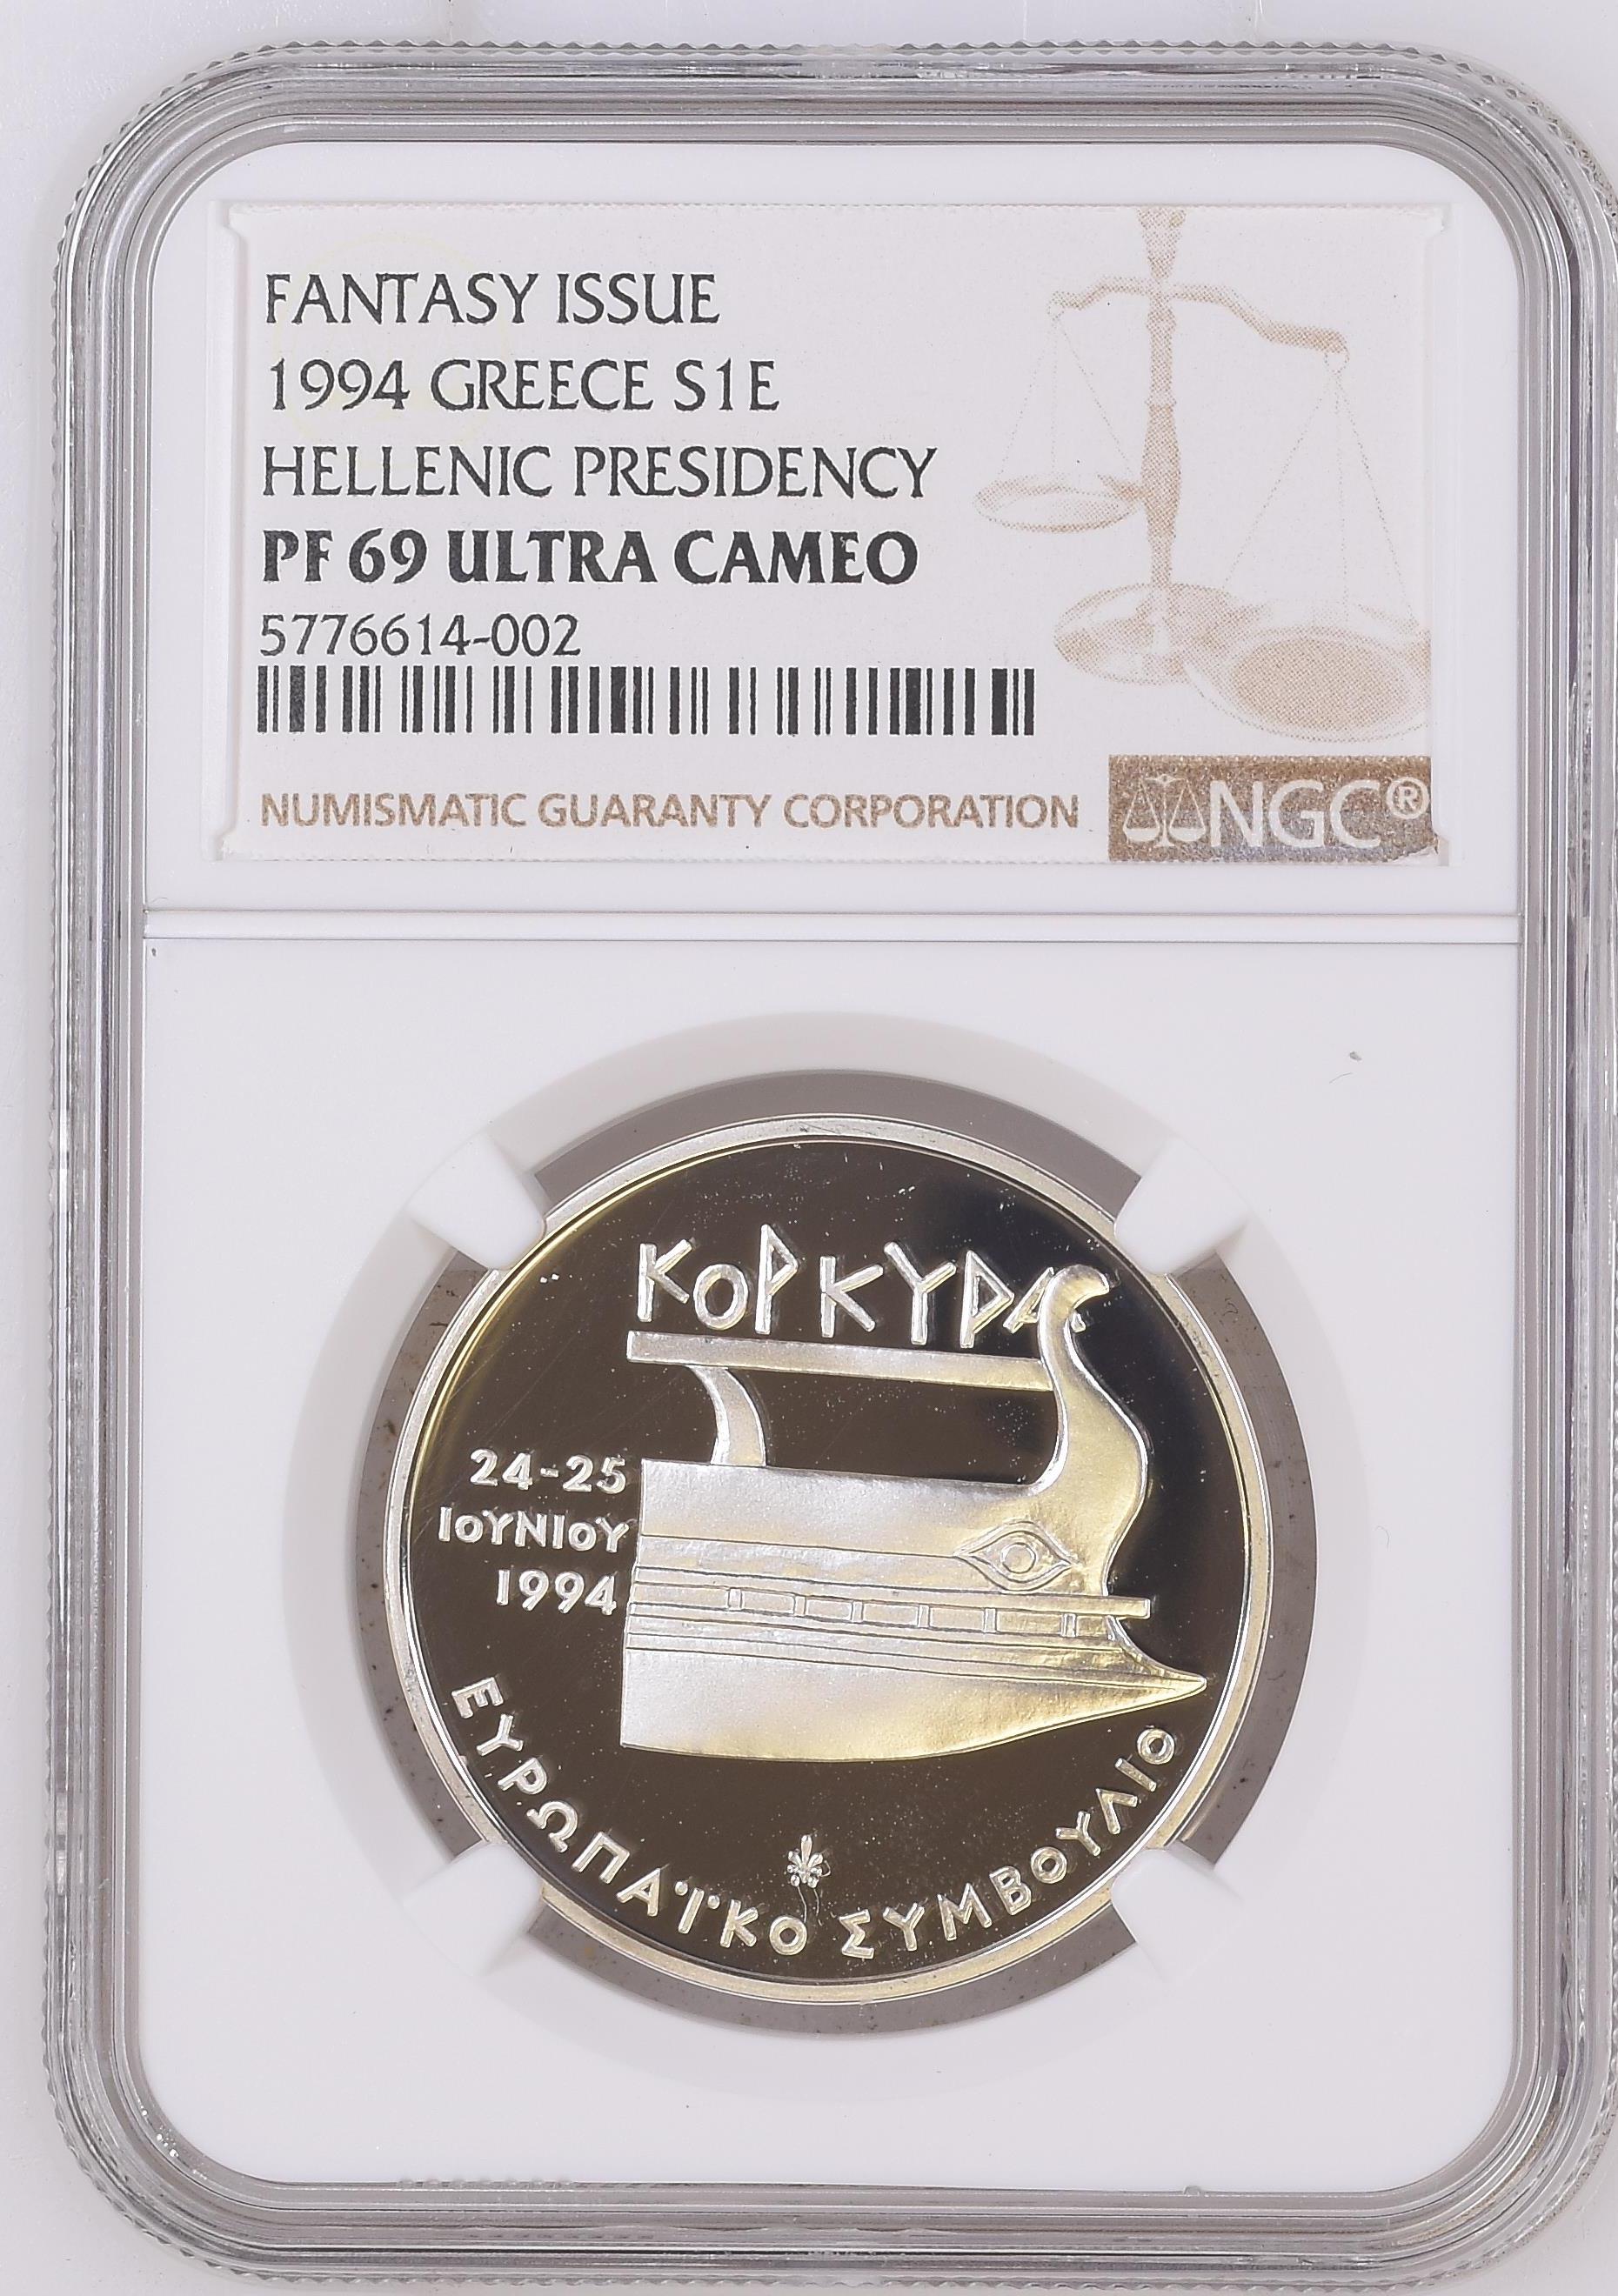 FANTASY ISSUE
1994 GREECE S1E
HELLENIC PRESIDENCY
PF 69 ULTRA CAMEO
5776614-002
NUMISMATIC GUARANTY CORPORATION
NGC®
ΚΟΡΚΥΡΑ
24-25
ΙΟΥΝΙΟΥ
1994
ΕΥΡΩΠΑΪΚΟ ΣΥΜΒΟΥΛΙΟ